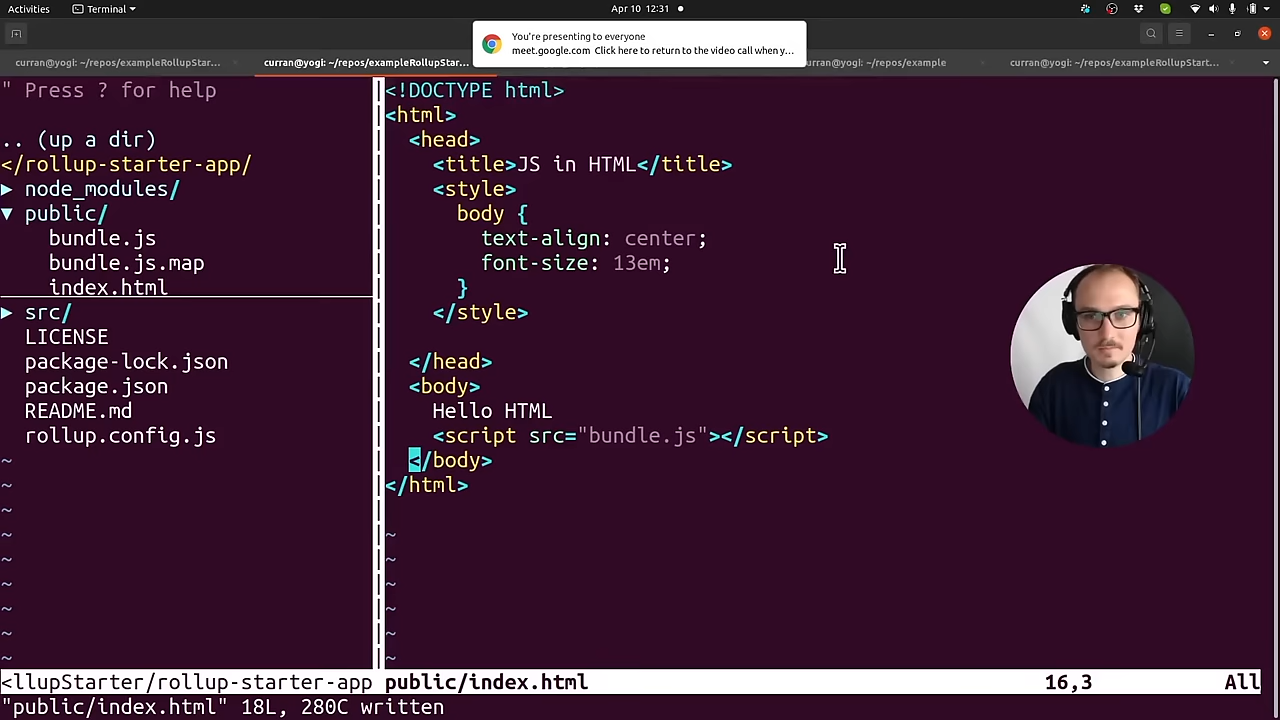 Activities
Terminal
Apr 10 12:31
You're presenting to everyone
meet.google.com Click here to return to the video call when y…
curran@yogi: ~/repos/exampleRollupStar…
curran@yogi: ~/repos/exampleRollupStar…
curran@yogi: ~/repos/example
curran@yogi: ~/repos/exampleRollupStart…
" Press ? for help
.. (up a dir)
</rollup-starter-app/
▶ node_modules/
▼ public/
bundle.js
bundle.js.map
index.html
▶ src/
LICENSE
package-lock.json
package.json
README.md
rollup.config.js
~
~
~
~
~
~
~
~
~
<!DOCTYPE html>
<html>
<head>
<title>JS in HTML</title>
<style>
body {
text-align: center;
font-size: 13em;
}
</style>
</head>
<body>
Hello HTML
<script src="bundle.js"></script>
</body>
</html>
~
~
~
~
~
~
<llupStarter/rollup-starter-app
public/index.html 16,3 All
"public/index.html" 18L, 280C written